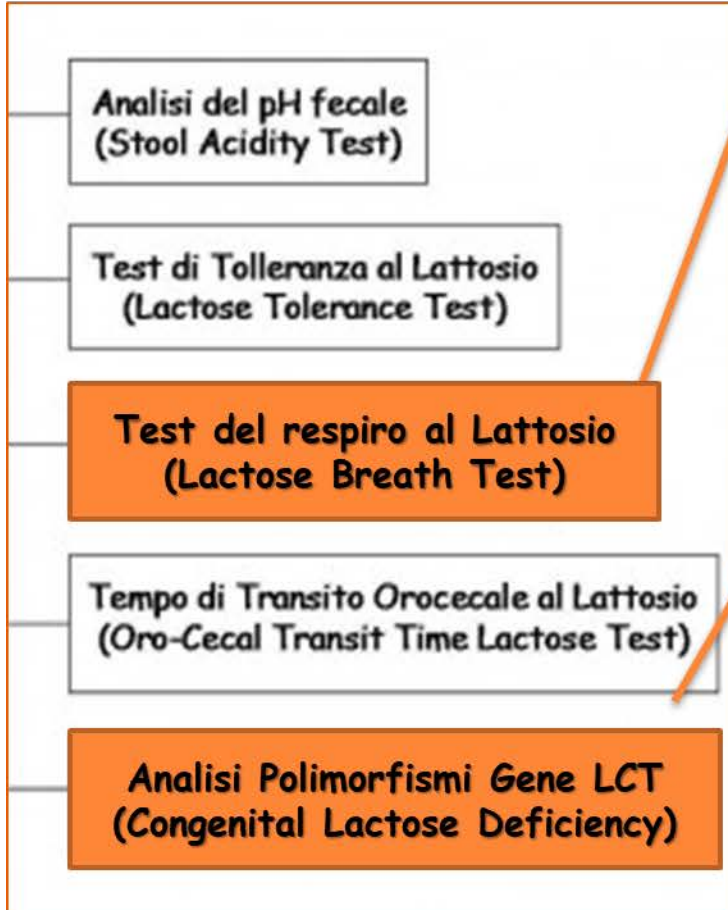 Analisi del pH fecale
(Stool Acidity Test)
Test di Tolleranza al Lattosio
(Lactose Tolerance Test)
Test del respiro al Lattosio
(Lactose Breath Test)
Tempo di Transito Orocecale al Lattosio
(Oro-Cecal Transit Time Lactose Test)
Analisi Polimorfismi Gene LCT
(Congenital Lactose Deficiency)